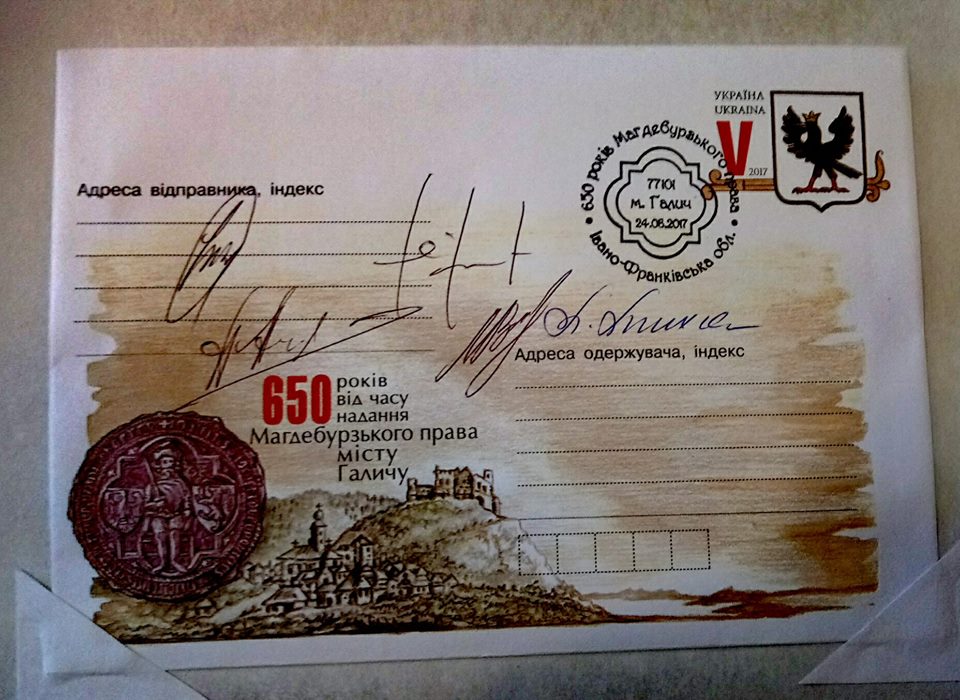 УКРАЇНА
UKRAINA
V
2017
650 років Магдебурзького права
77101
м. Галич
24.06.2017
Івано-Франківська обл.
Адреса відправника, індекс
Адреса одержувача, індекс
650 років
від часу
надання
Магдебурзького права
місту
Галичу